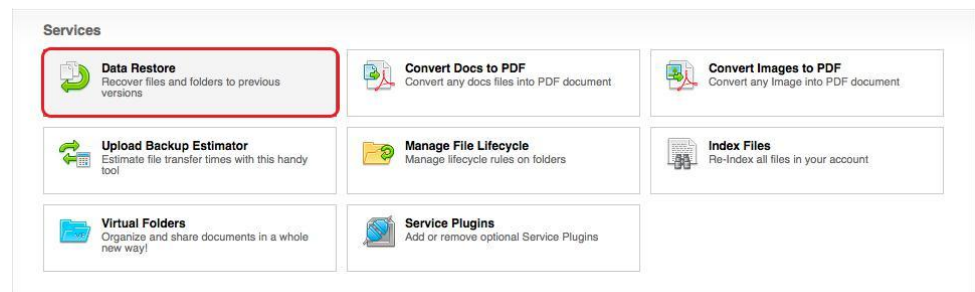 Services
Data Restore
Recover files and folders to previous
versions
Convert Docs to PDF
Convert any docs files into PDF document
Convert Images to PDF
Convert any Image into PDF document
Upload Backup Estimator
Estimate file transfer times with this handy
tool
Manage File Lifecycle
Manage lifecycle rules on folders
Index Files
Re-Index all files in your account
Virtual Folders
Organize and share documents in a whole
new way!
Service Plugins
Add or remove optional Service Plugins